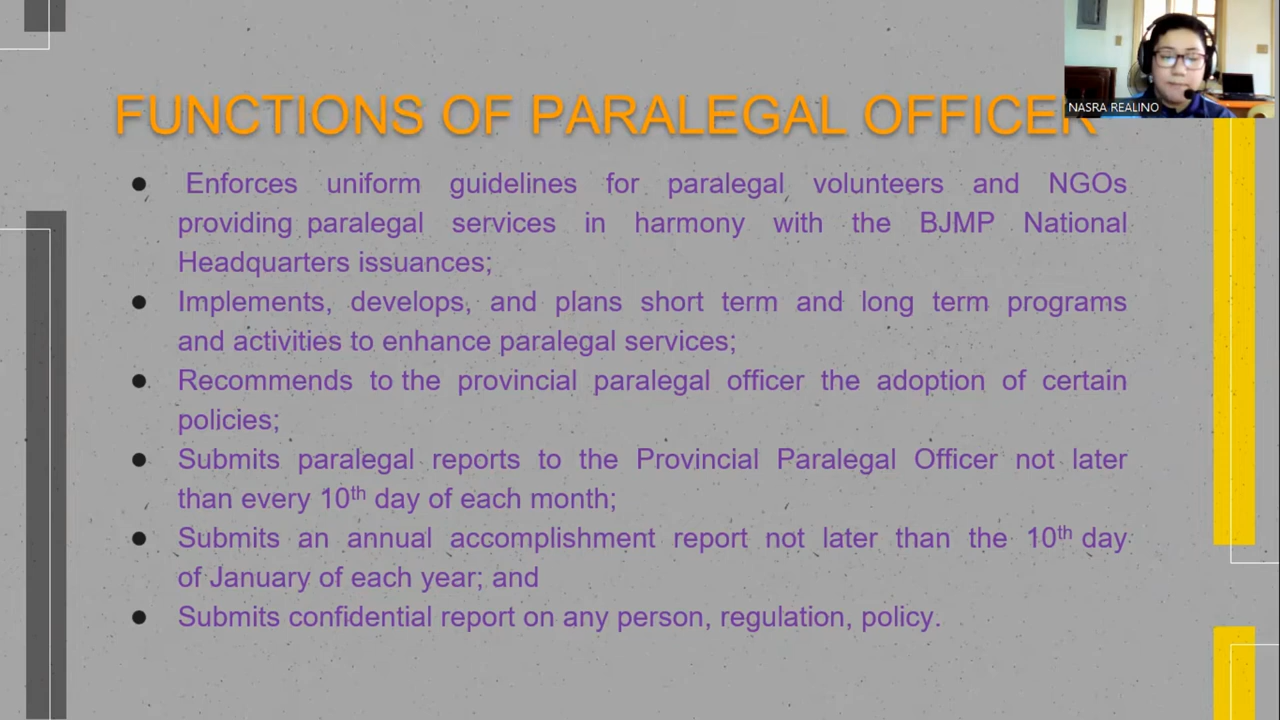 NASRA REALINO
FUNCTIONS OF PARALEGAL OFFICER
● Enforces uniform guidelines for paralegal volunteers and NGOs
providing paralegal services in harmony with the BJMP National
Headquarters issuances;
● Implements, develops, and plans short term and long term programs
and activities to enhance paralegal services;
● Recommends to the provincial paralegal officer the adoption of certain
policies;
● Submits paralegal reports to the Provincial Paralegal Officer not later
than every 10th day of each month;
● Submits an annual accomplishment report not later than the 10th day
of January of each year; and
● Submits confidential report on any person, regulation, policy.